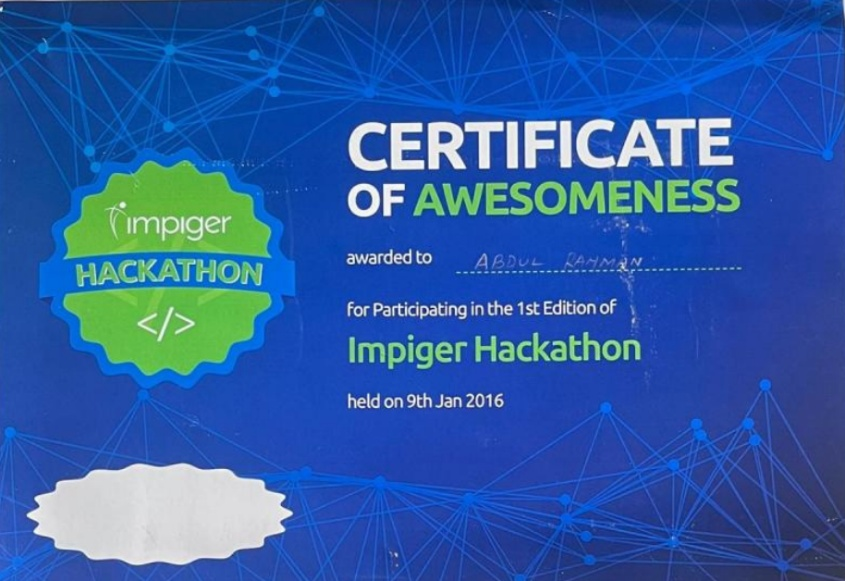 CERTIFICATE
OF AWESOMENESS
impiger
HACKATHON
</>
awarded to ABDUL RAHMAN
for Participating in the 1st Edition of
Impiger Hackathon
held on 9th Jan 2016